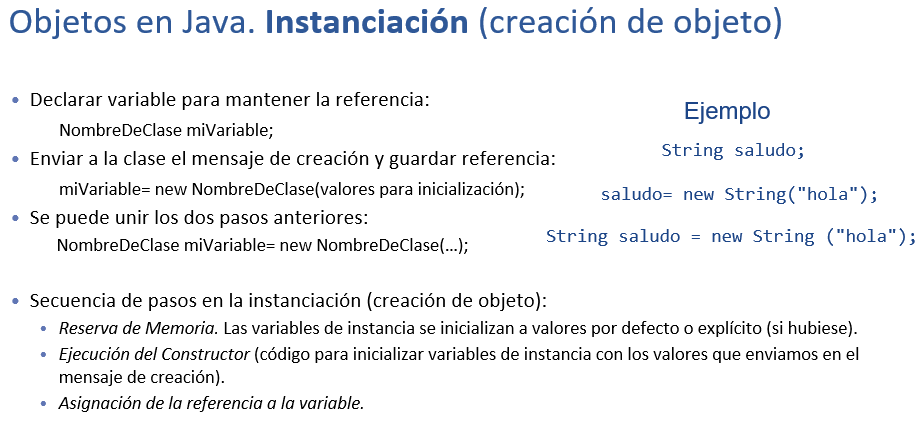 Objetos en Java. Instanciación (creación de objeto)
• Declarar variable para mantener la referencia:
NombreDeClase miVariable;
• Enviar a la clase el mensaje de creación y guardar referencia:
miVariable= new NombreDeClase(valores para inicialización);
• Se puede unir los dos pasos anteriores:
NombreDeClase miVariable= new NombreDeClase(…);
Ejemplo
String saludo;
saludo= new String("hola");
String saludo = new String ("hola");
• Secuencia de pasos en la instanciación (creación de objeto):
• Reserva de Memoria. Las variables de instancia se inicializan a valores por defecto o explícito (si hubiese).
• Ejecución del Constructor (código para inicializar variables de instancia con los valores que enviamos en el
mensaje de creación).
• Asignación de la referencia a la variable.